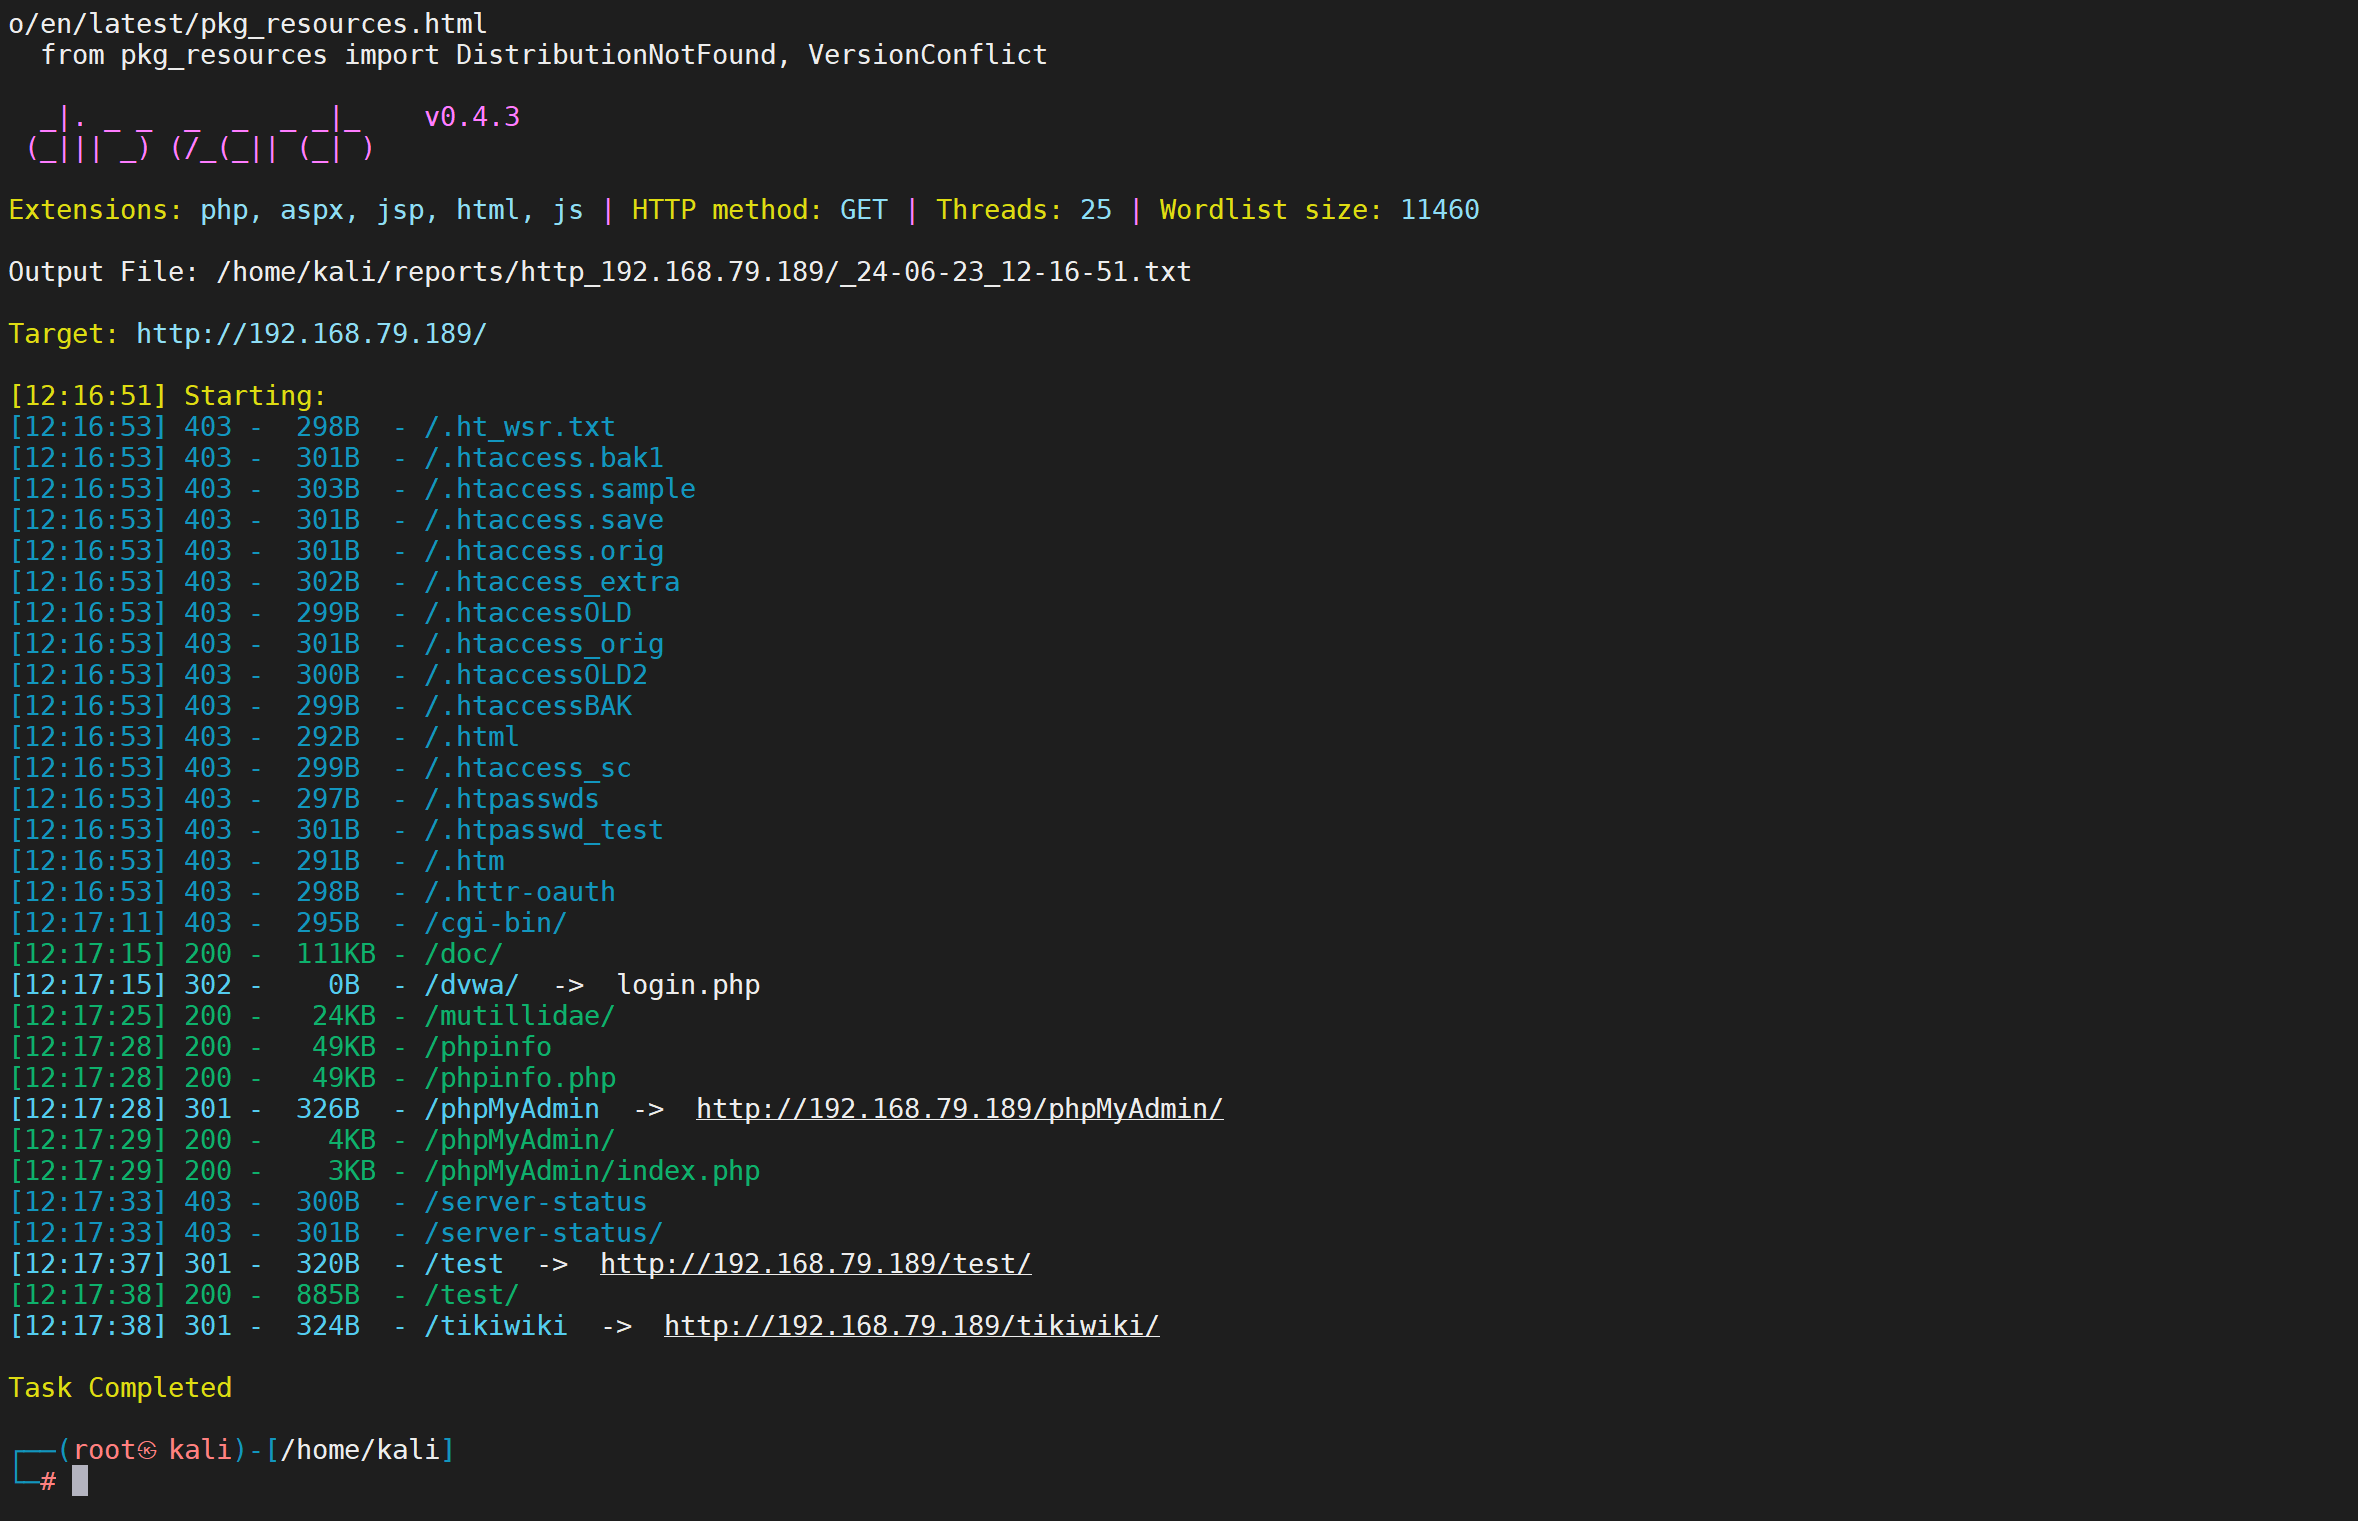 o/en/latest/pkg_resources.html
  from pkg_resources import DistributionNotFound, VersionConflict

  _|. _ _  _  _  _ _|_    v0.4.3
 (_||| _) (/_(_|| (_| )

Extensions: php, aspx, jsp, html, js | HTTP method: GET | Threads: 25 | Wordlist size: 11460

Output File: /home/kali/reports/http_192.168.79.189/_24-06-23_12-16-51.txt

Target: http://192.168.79.189/

[12:16:51] Starting:
[12:16:53] 403 -  298B  - /.ht_wsr.txt
[12:16:53] 403 -  301B  - /.htaccess.bak1
[12:16:53] 403 -  303B  - /.htaccess.sample
[12:16:53] 403 -  301B  - /.htaccess.save
[12:16:53] 403 -  301B  - /.htaccess.orig
[12:16:53] 403 -  302B  - /.htaccess_extra
[12:16:53] 403 -  299B  - /.htaccessOLD
[12:16:53] 403 -  301B  - /.htaccess_orig
[12:16:53] 403 -  300B  - /.htaccessOLD2
[12:16:53] 403 -  299B  - /.htaccessBAK
[12:16:53] 403 -  292B  - /.html
[12:16:53] 403 -  299B  - /.htaccess_sc
[12:16:53] 403 -  297B  - /.htpasswds
[12:16:53] 403 -  301B  - /.htpasswd_test
[12:16:53] 403 -  291B  - /.htm
[12:16:53] 403 -  298B  - /.httr-oauth
[12:17:11] 403 -  295B  - /cgi-bin/
[12:17:15] 200 -  111KB - /doc/
[12:17:15] 302 -    0B  - /dvwa/  ->  login.php
[12:17:25] 200 -   24KB - /mutillidae/
[12:17:28] 200 -   49KB - /phpinfo
[12:17:28] 200 -   49KB - /phpinfo.php
[12:17:28] 301 -  326B  - /phpMyAdmin  ->  http://192.168.79.189/phpMyAdmin/
[12:17:29] 200 -    4KB - /phpMyAdmin/
[12:17:29] 200 -    3KB - /phpMyAdmin/index.php
[12:17:33] 403 -  300B  - /server-status
[12:17:33] 403 -  301B  - /server-status/
[12:17:37] 301 -  320B  - /test  ->  http://192.168.79.189/test/
[12:17:38] 200 -  885B  - /test/
[12:17:38] 301 -  324B  - /tikiwiki  ->  http://192.168.79.189/tikiwiki/

Task Completed

┌──(root㉿kali)-[/home/kali]
└─#